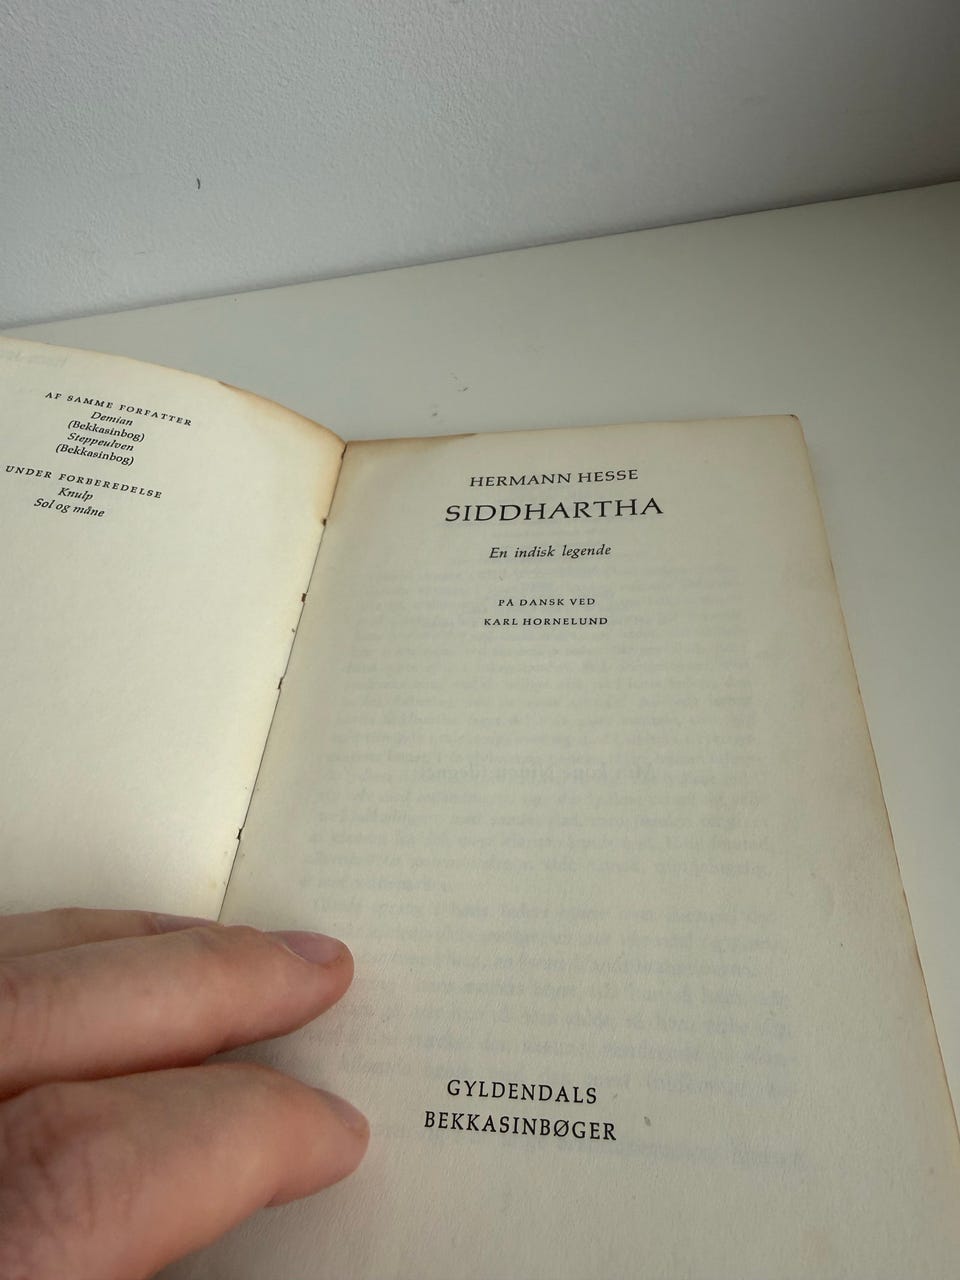 AF SAMME FORFATTER
Demian
(Bekkasinbog)
Steppeulven
(Bekkasinbog)
UNDER FORBEREDELSE
Knulp
Sol og måne
HERMANN HESSE
SIDDHARTHA
En indisk legende
PÅ DANSK VED
KARL HORNELUND
GYLDENDALS
BEKKASINBØGER